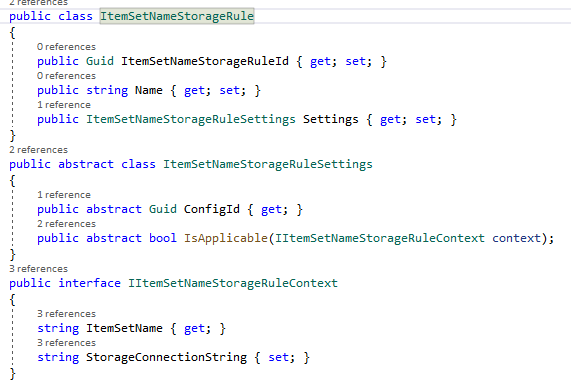 2 references
public class ItemSetNameStorageRule
{
0 references
public Guid ItemSetNameStorageRuleId { get; set; }
0 references
public string Name { get; set; }
1 reference
public ItemSetNameStorageRuleSettings Settings { get; set; }
}
2 references
public abstract class ItemSetNameStorageRuleSettings
{
1 reference
public abstract Guid ConfigId { get; }
2 references
public abstract bool IsApplicable(IItemSetNameStorageRuleContext context);
}
3 references
public interface IItemSetNameStorageRuleContext
{
3 references
string ItemSetName { get; }
3 references
string StorageConnectionString { set; }
}